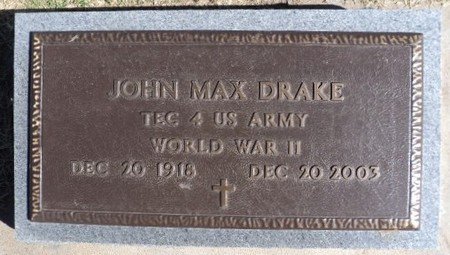 JOHN MAX DRAKE
TEC 4 US ARMY
WORLD WAR II
DEC 20 1918 DEC 20 2003